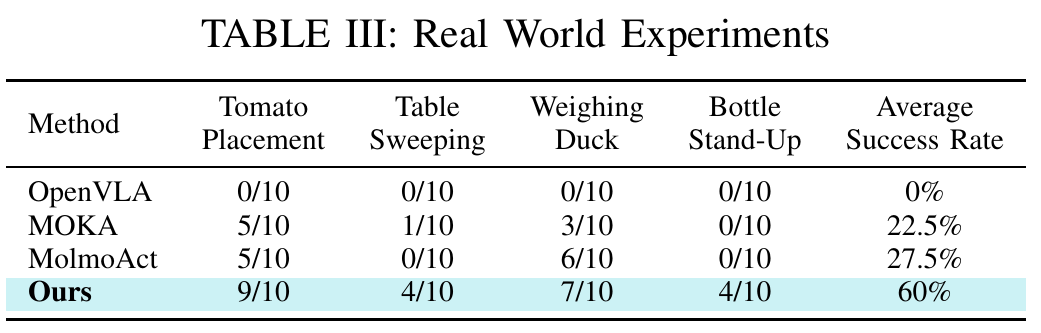 TABLE III: Real World Experiments
Method Tomato Placement Table Sweeping Weighing Duck Bottle Stand-Up Average Success Rate
OpenVLA 0/10 0/10 0/10 0/10 0%
MOKA 5/10 1/10 3/10 0/10 22.5%
MolmoAct 5/10 0/10 6/10 0/10 27.5%
Ours 9/10 4/10 7/10 4/10 60%